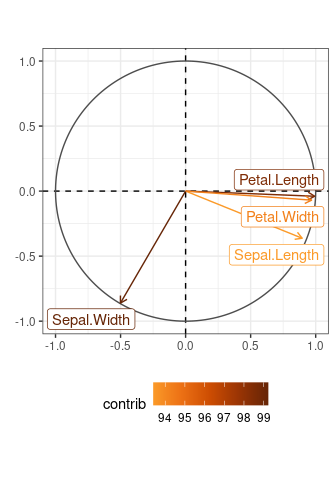 1.0
0.5
Petal.Length
0.0
Petal.Width
Sepal.Length
-0.5
Sepal.Width
-1.0
-1.0 -0.5 0.0 0.5 1.0
contrib
94 95 96 97 98 99